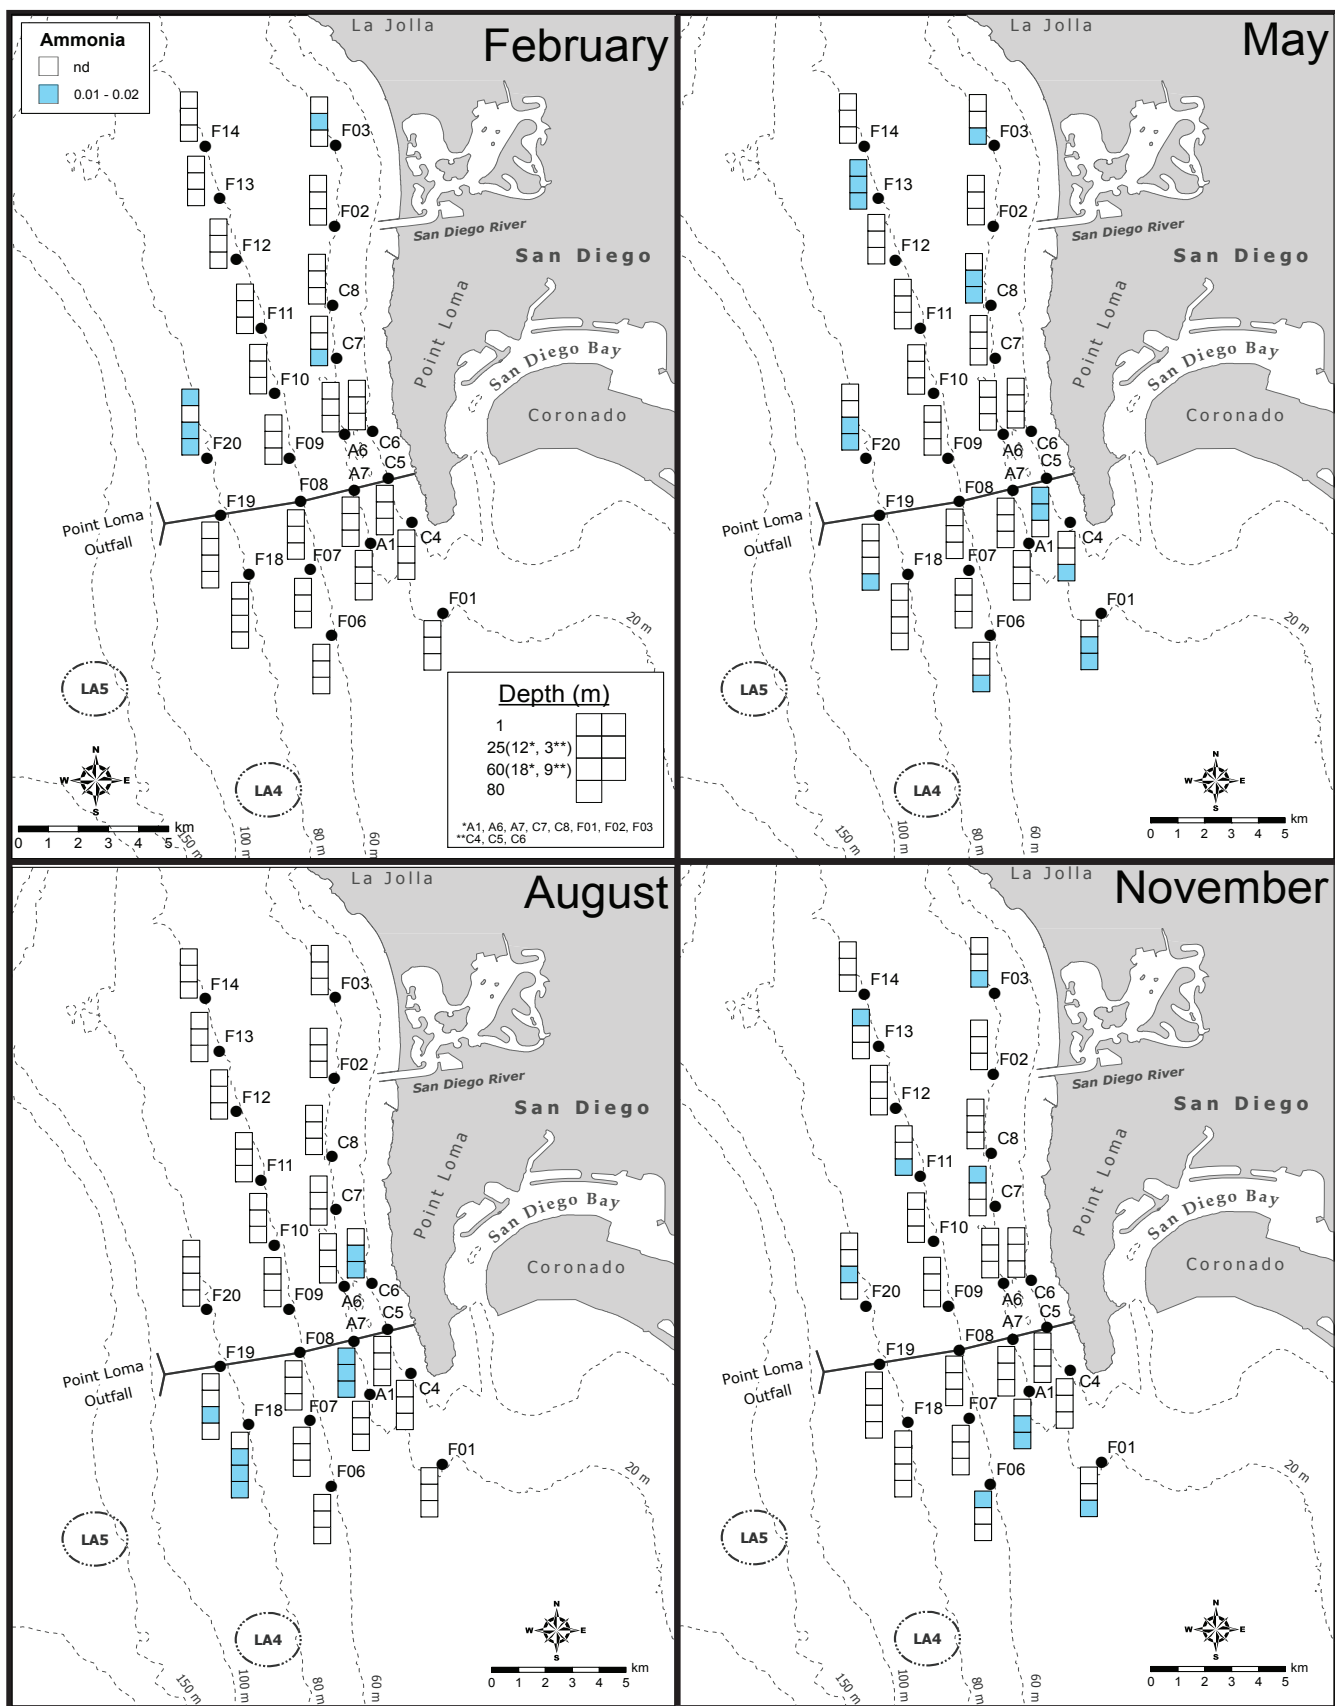 La Jolla
February
Ammonia
nd
0.01 - 0.02
F14
F03
F13
F02
San Diego River
F12
San Diego
C8
F11
Point Loma
C7
San Diego Bay
F10
Coronado
F20
F09
A6
C6
C5
A7
F08
F19
Point Loma
Outfall
C4
A1
F07
F18
F01
F06
20 m
LA5
Depth (m)
1
25(12*, 3**)
60(18*, 9**)
80
*A1, A6, A7, C7, C8, F01, F02, F03
**C4, C5, C6
N
W E
S
LA4
km
0 1 2 3 4 5
150 m
100 m
80 m
60 m
La Jolla
May
F14
F03
F13
F02
San Diego River
F12
San Diego
C8
F11
Point Loma
C7
San Diego Bay
F10
Coronado
F20
F09
A6
C6
C5
A7
F08
F19
Point Loma
Outfall
C4
A1
F07
F18
F01
F06
20 m
LA5
N
W E
S
LA4
km
0 1 2 3 4 5
150 m
100 m
80 m
60 m
La Jolla
August
F14
F03
F13
F02
San Diego River
F12
San Diego
C8
F11
Point Loma
C7
San Diego Bay
F10
Coronado
F20
F09
A6
C6
C5
A7
F08
F19
Point Loma
Outfall
C4
A1
F07
F18
F01
F06
20 m
LA5
N
W E
S
LA4
km
0 1 2 3 4 5
150 m
100 m
80 m
60 m
La Jolla
November
F14
F03
F13
F02
San Diego River
F12
San Diego
C8
F11
Point Loma
C7
San Diego Bay
F10
Coronado
F20
F09
A6
C6
C5
A7
F08
F19
Point Loma
Outfall
C4
A1
F07
F18
F01
F06
20 m
LA5
N
W E
S
LA4
km
0 1 2 3 4 5
150 m
100 m
80 m
60 m